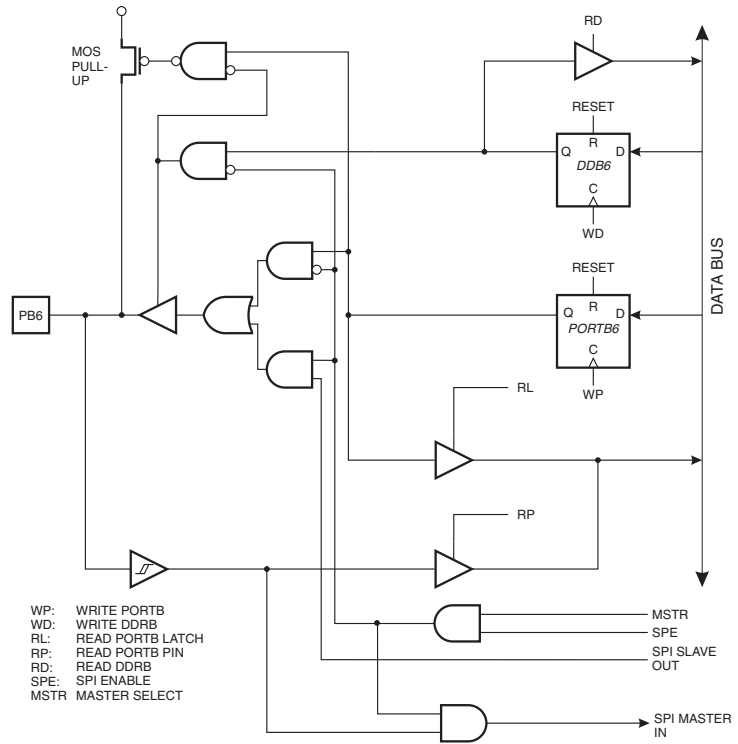 RD
MOS
PULL-
UP
RESET
R
Q
D
DDB6
C
WD
DATA BUS
RESET
R
Q
D
PB6
PORTB6
C
WP
RL
RP
WP: WRITE PORTB
WD: WRITE DDRB
RL: READ PORTB LATCH
RP: READ PORTB PIN
RD: READ DDRB
SPE: SPI ENABLE
MSTR MASTER SELECT
MSTR
SPE
SPI SLAVE
OUT
SPI MASTER
IN